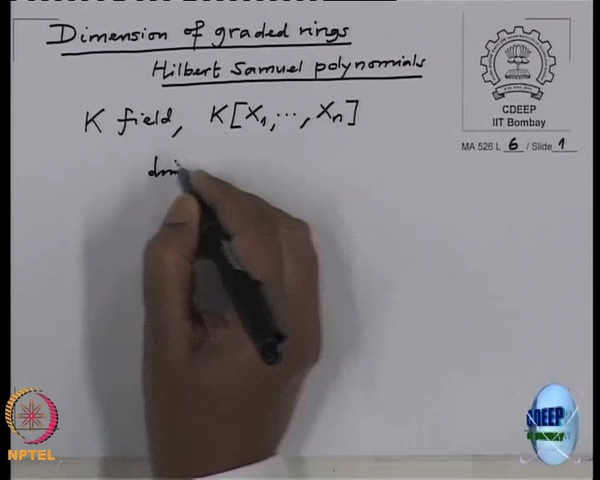 Dimension of graded rings
Hilbert Samuel polynomials
K field, K[X₁, ..., Xₙ]
CDEEP
IIT Bombay
MA 526 L 6 / Slide 1
NPTEL
CDEEP